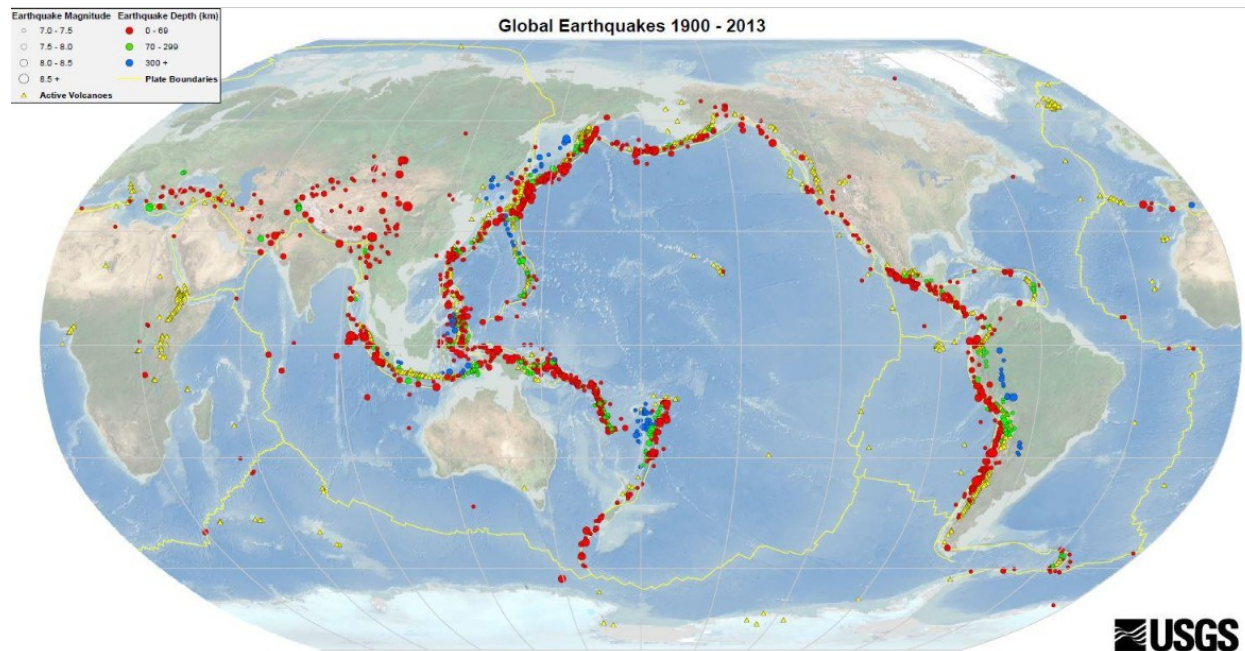 Global Earthquakes 1900 - 2013
Earthquake Magnitude
7.0 - 7.5
7.5 - 8.0
8.0 - 8.5
8.5 +
Active Volcanoes
Earthquake Depth (km)
0 - 69
70 - 299
300 +
Plate Boundaries
USGS